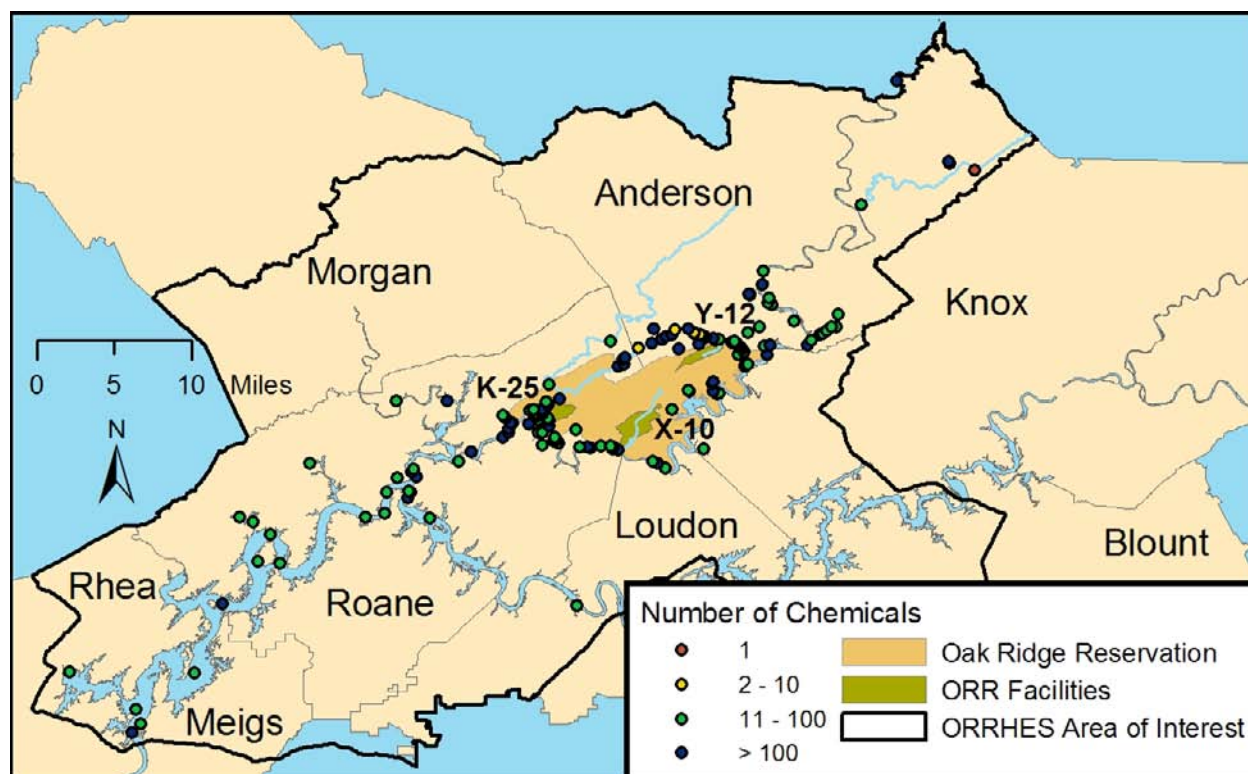 Anderson
Morgan
Knox
Y-12
0 5 10 Miles
K-25
N
X-10
Loudon
Blount
Rhea
Roane
Meigs
Number of Chemicals
1
2 - 10
11 - 100
> 100
Oak Ridge Reservation
ORR Facilities
ORRHES Area of Interest